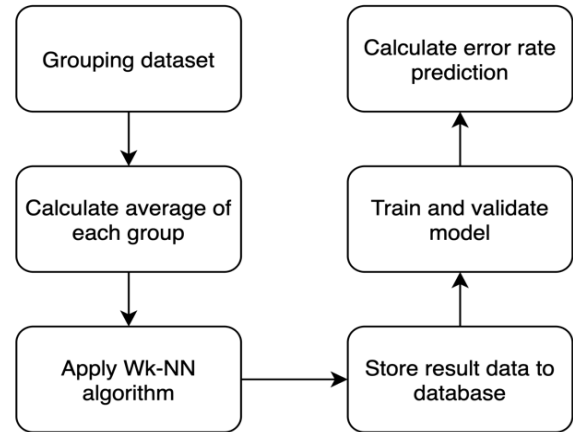 Grouping dataset
Calculate average of
each group
Apply Wk-NN
algorithm
Store result data to
database
Train and validate
model
Calculate error rate
prediction